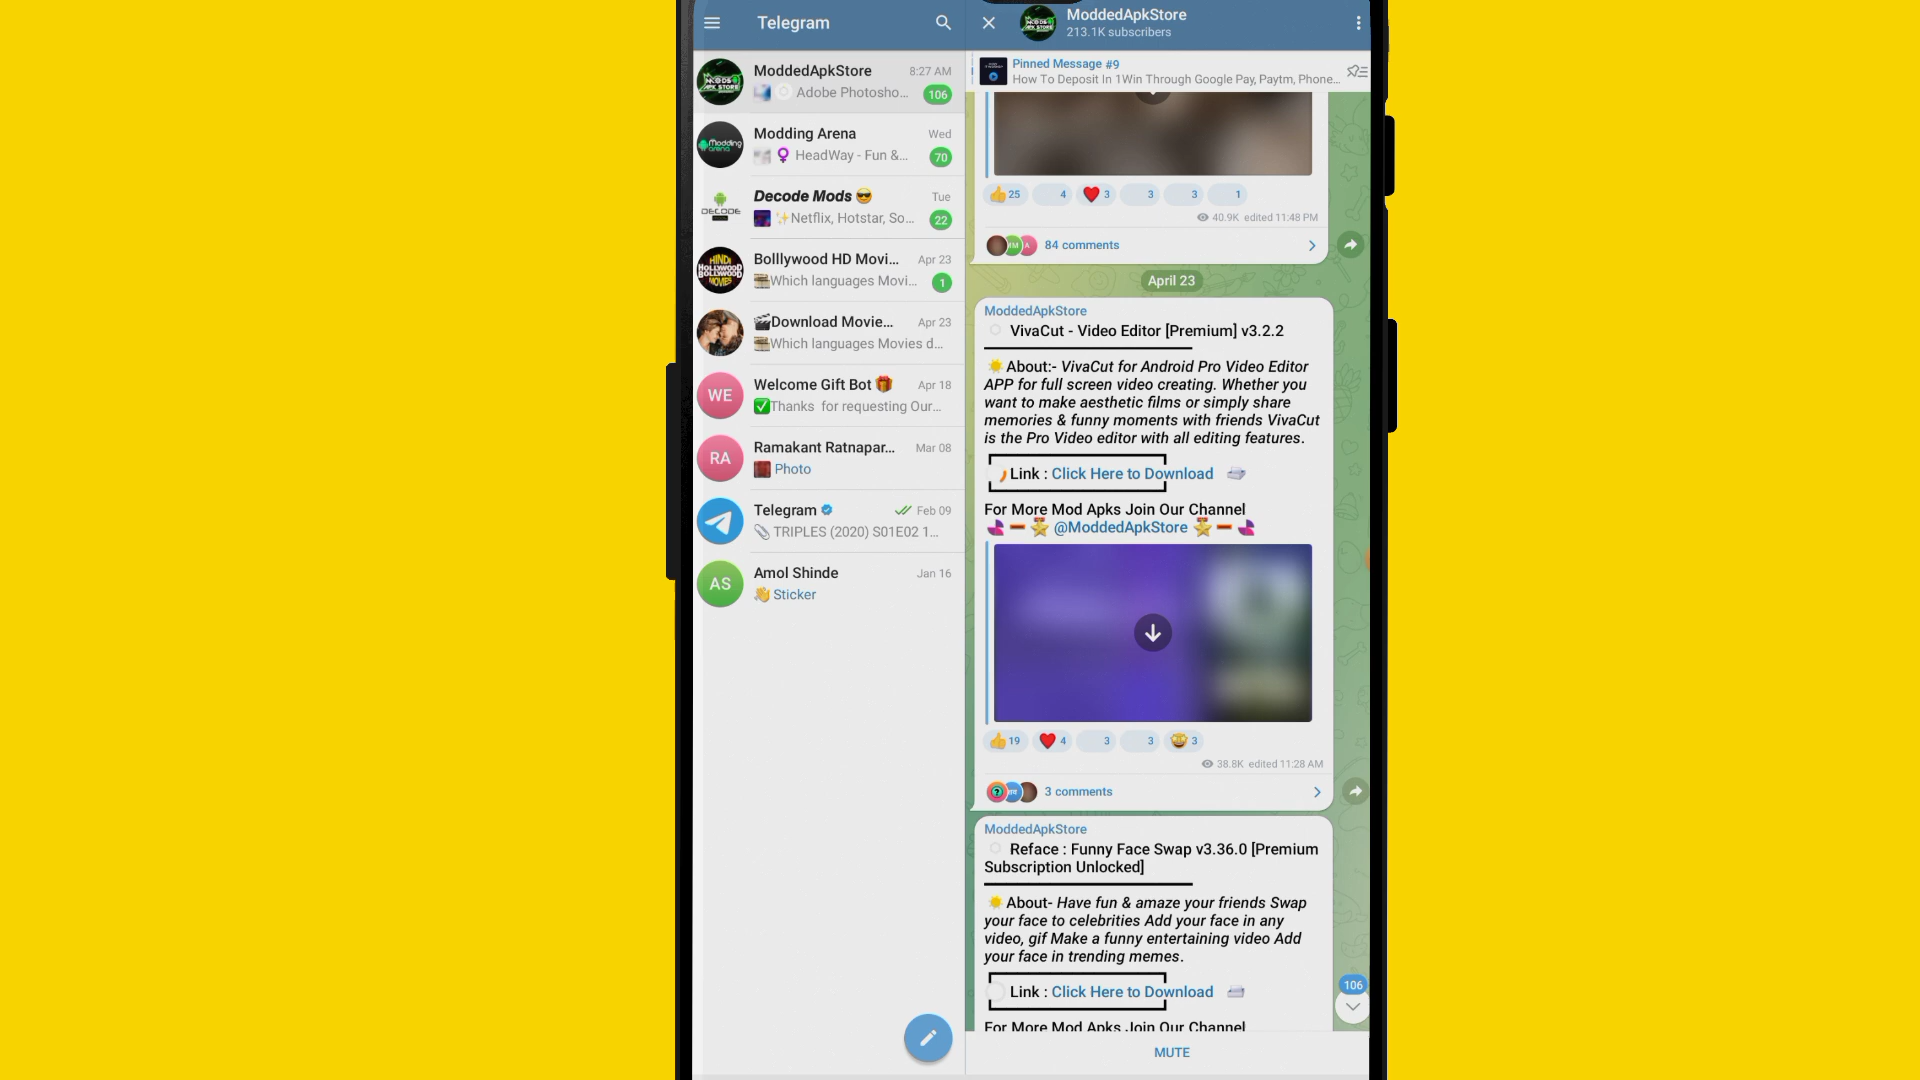 Telegram
ModdedApkStore
8:27 AM
Adobe Photosho...
106
Modding Arena
Wed
HeadWay - Fun &...
70
Decode Mods 😎
Tue
✨Netflix, Hotstar, So...
22
Bolllywood HD Movi...
Apr 23
Which languages Movi...
1
🎬Download Movie...
Apr 23
Which languages Movies d...
WE
Welcome Gift Bot 🎁
Apr 18
✅Thanks for requesting Our...
RA
Ramakant Ratnapar...
Mar 08
Photo
Telegram
Feb 09
📎 TRIPLES (2020) S01E02 1...
AS
Amol Shinde
Jan 16
👋 Sticker
ModdedApkStore
213.1K subscribers
Pinned Message #9
How To Deposit In 1Win Through Google Pay, Paytm, Phone...
👍 25 4 ❤️ 3 3 3 1
40.9K edited 11:48 PM
84 comments
April 23
ModdedApkStore
VivaCut - Video Editor [Premium] v3.2.2
☀️About:- VivaCut for Android Pro Video Editor
APP for full screen video creating. Whether you
want to make aesthetic films or simply share
memories & funny moments with friends VivaCut
is the Pro Video editor with all editing features.
Link : Click Here to Download
For More Mod Apks Join Our Channel
@ModdedApkStore
👍 19 ❤️ 4 3 3 🤩 3
38.8K edited 11:28 AM
3 comments
ModdedApkStore
Reface : Funny Face Swap v3.36.0 [Premium
Subscription Unlocked]
☀️About- Have fun & amaze your friends Swap
your face to celebrities Add your face in any
video, gif Make a funny entertaining video Add
your face in trending memes.
Link : Click Here to Download
For More Mod Apks Join Our Channel
106
MUTE